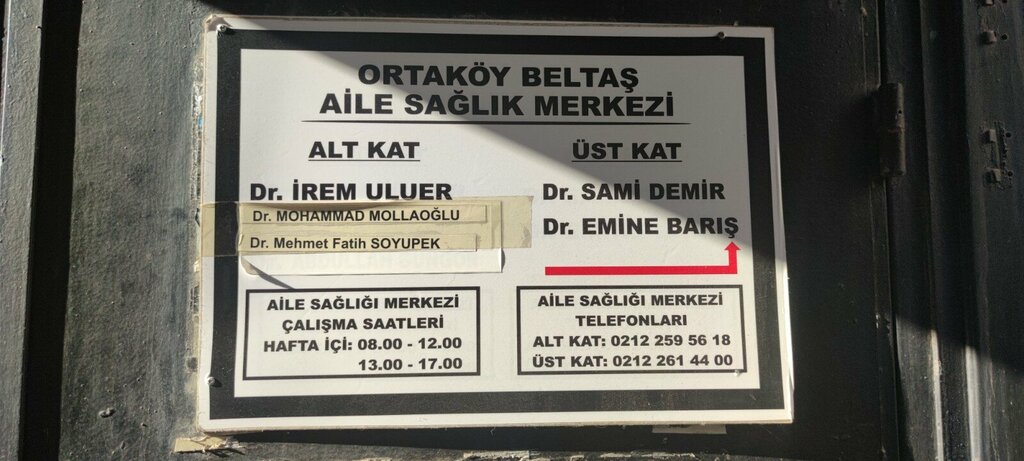 ORTAKÖY BELTAŞ
AİLE SAĞLIK MERKEZİ
ALT KAT
Dr. İREM ULUER
Dr. MOHAMMAD MOLLAOĞLU
Dr. Mehmet Fatih SOYUPEK
ÜST KAT
Dr. SAMİ DEMİR
Dr. EMİNE BARIŞ
AİLE SAĞLIĞI MERKEZİ
ÇALIŞMA SAATLERİ
HAFTA İÇİ: 08.00 - 12.00
13.00 - 17.00
AİLE SAĞLIĞI MERKEZİ
TELEFONLARI
ALT KAT: 0212 259 56 18
ÜST KAT: 0212 261 44 00